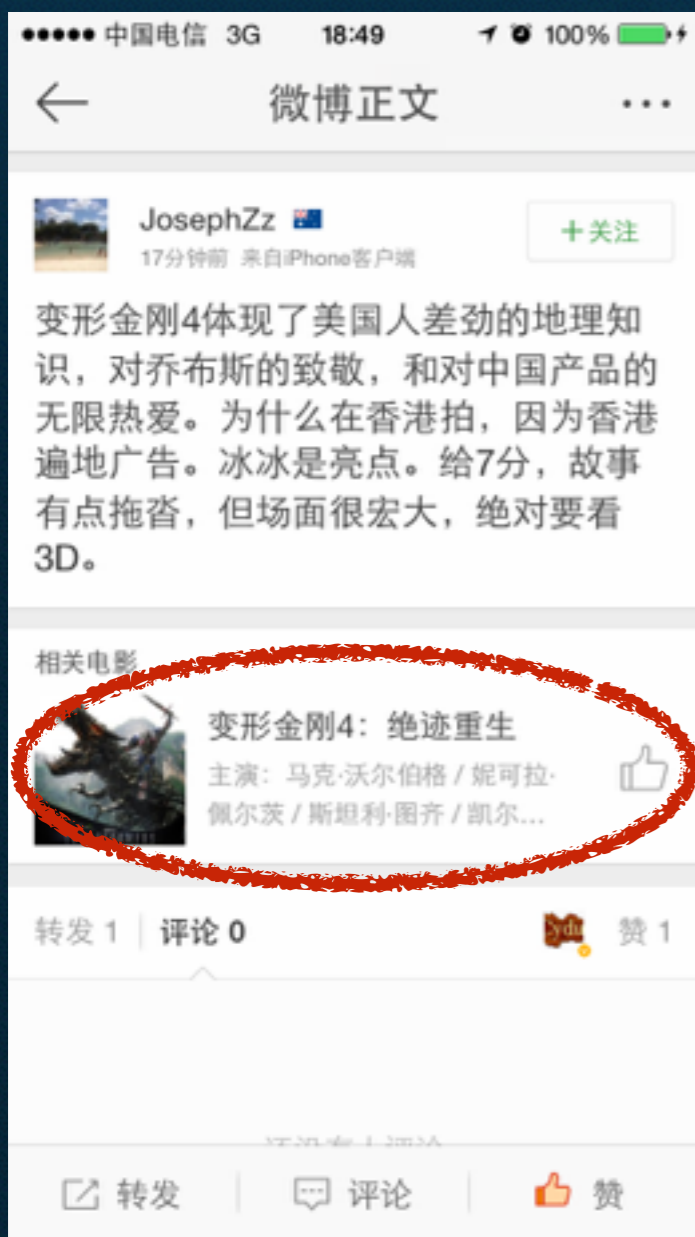 中国电信 3G 18:49 100%
微博正文
JosephZz
+关注
17分钟前 来自iPhone客户端
变形金刚4体现了美国人差劲的地理知
识，对乔布斯的致敬，和对中国产品的
无限热爱。为什么在香港拍，因为香港
遍地广告。冰冰是亮点。给7分，故事
有点拖沓，但场面很宏大，绝对要看
3D。
相关电影
变形金刚4：绝迹重生
主演：马克·沃尔伯格 / 妮可拉·
佩尔茨 / 斯坦利·图齐 / 凯尔...
转发 1 评论 0 赞 1
还没有人评论
转发 评论 赞